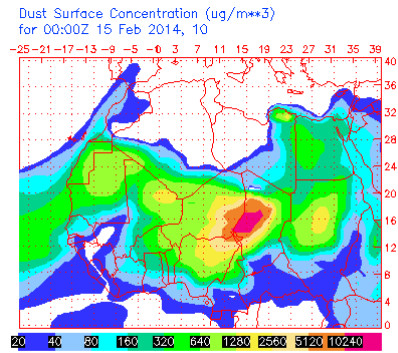 Dust Surface Concentration (ug/m**3)
for 00:00Z 15 Feb 2014, 10
-25 -21 -17 -13 -9 -5 -1 0 3 7 11 15 19 23 27 31 35 39
40
36
32
28
24
20
16
12
8
4
0
20 40 80 160 320 640 1280 2560 5120 10240